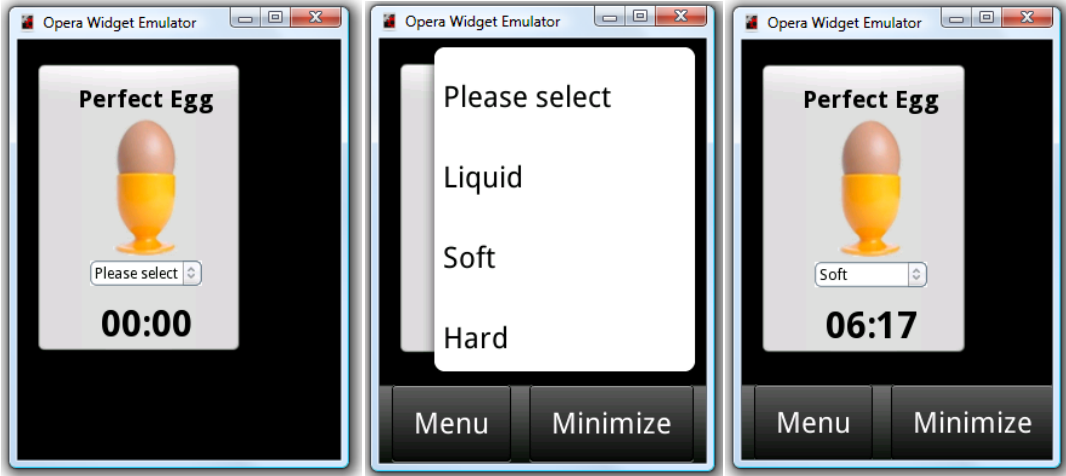 Opera Widget Emulator
Perfect Egg
Please select
00:00
Opera Widget Emulator
Please select
Liquid
Soft
Hard
Menu
Minimize
Opera Widget Emulator
Perfect Egg
Soft
06:17
Menu
Minimize